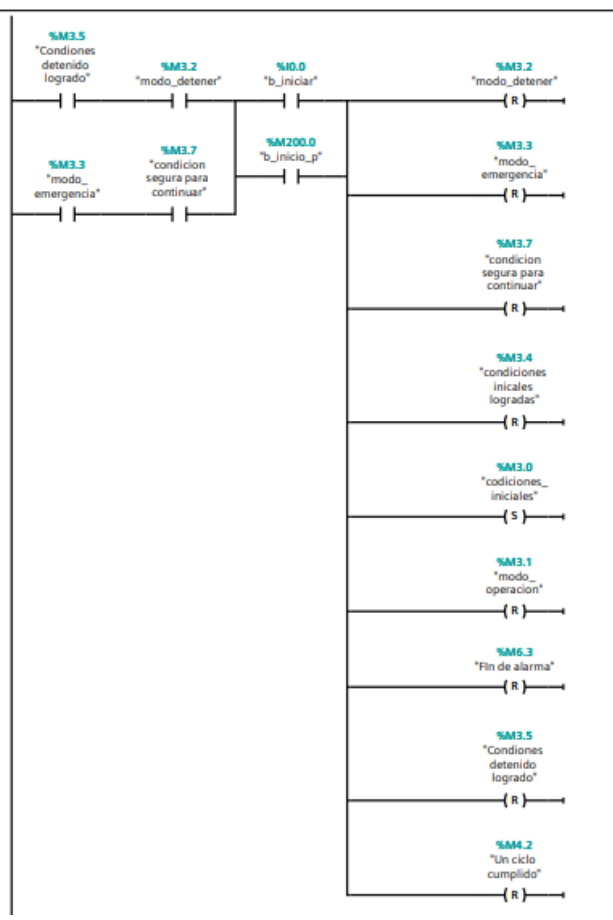 %M3.5
"Condiones
detenido
logrado"
%M3.2
"modo_detener"
%I0.0
"b_iniciar"
%M3.2
"modo_detener"
( R )
%M3.3
"modo_
emergencia"
%M3.7
"condicion
segura para
continuar"
%M200.0
"b_inicio_p"
%M3.3
"modo_
emergencia"
( R )
%M3.7
"condicion
segura para
continuar"
( R )
%M3.4
"condiciones
inicales
logradas"
( R )
%M3.0
"codiciones_
iniciales"
( S )
%M3.1
"modo_
operacion"
( R )
%M6.3
"FIn de alarma"
( R )
%M3.5
"Condiones
detenido
logrado"
( R )
%M4.2
"Un ciclo
cumplido"
( R )